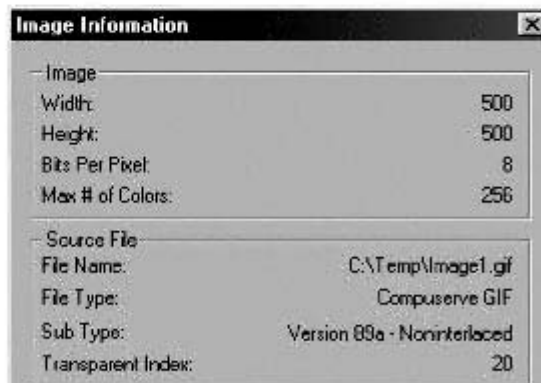 Image Information
Image
Width: 500
Height: 500
Bits Per Pixel: 8
Max # of Colors: 256
Source File
File Name: C:\Temp\Image1.gif
File Type: Compuserve GIF
Sub Type: Version 89a - Noninterlaced
Transparent Index: 20